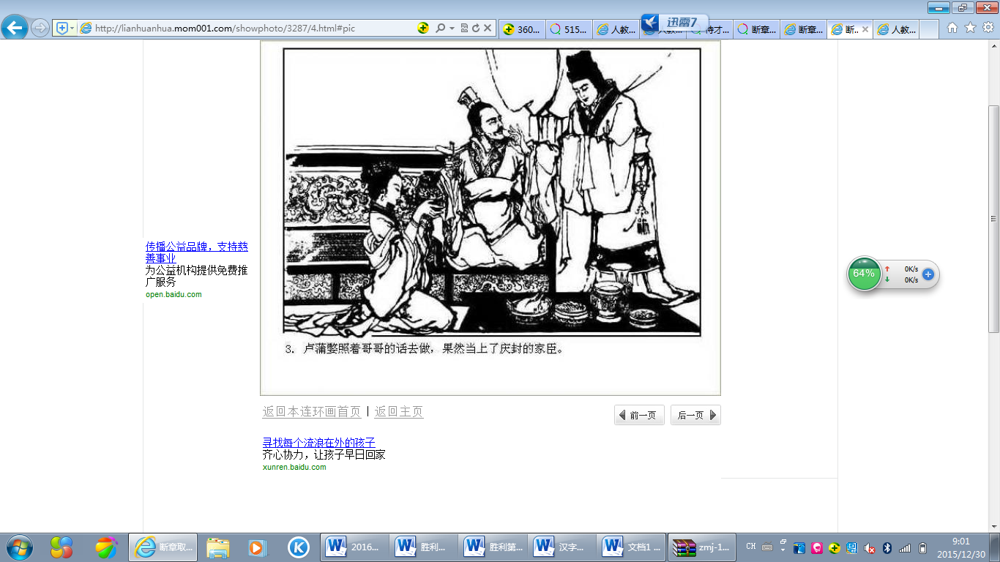 http://lianhuanhua.mom001.com/showphoto/3287/4.html#pic
360...
515...
人教...
人教...
待才...
断章...
断章...
断..
人教...
迅雷7
传播公益品牌，支持慈
善事业
为公益机构提供免费推
广服务
open.baidu.com
64%
0K/s
0K/s
3. 卢蒲嫳照着哥哥的话去做，果然当上了庆封的家臣。
返回本连环画首页 | 返回主页
前一页
后一页
寻找每个流浪在外的孩子
齐心协力，让孩子早日回家
xunren.baidu.com
断章取...
2016...
胜利...
胜利第...
汉字...
文档1 ...
zmj-1...
CH
9:01
2015/12/30